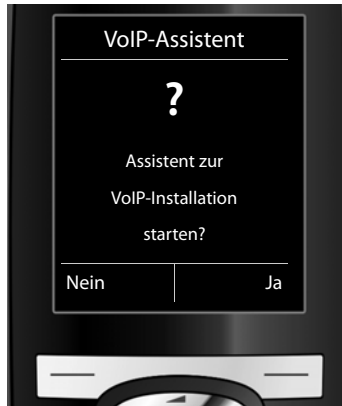 VoIP-Assistent
?
Assistent zur
VoIP-Installation
starten?
Nein Ja